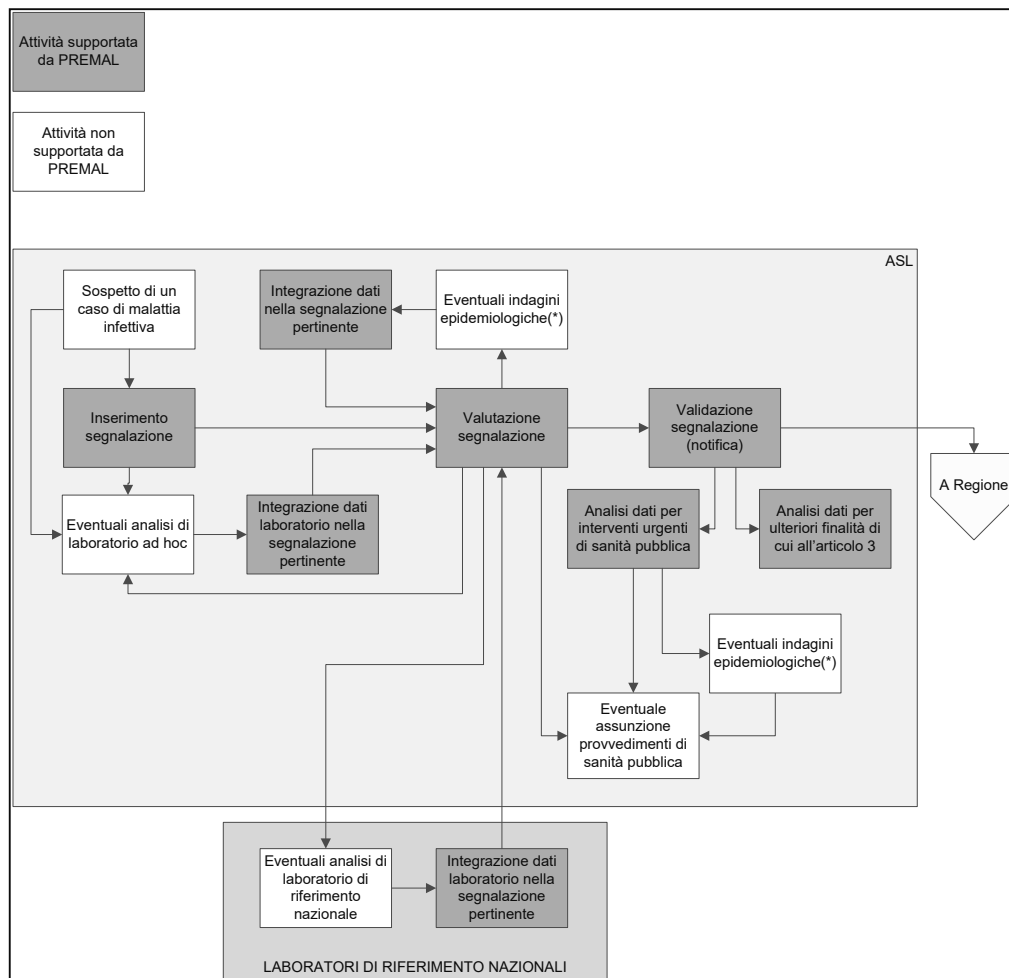 Attività supportata
da PREMAL
Attività non
supportata da
PREMAL
ASL
Sospetto di un
caso di malattia
infettiva
Integrazione dati
nella segnalazione
pertinente
Eventuali indagini
epidemiologiche(*)
Inserimento
segnalazione
Valutazione
segnalazione
Validazione
segnalazione
(notifica)
A Regione
Eventuali analisi di
laboratorio ad hoc
Integrazione dati
laboratorio nella
segnalazione
pertinente
Analisi dati per
interventi urgenti
di sanità pubblica
Analisi dati per
ulteriori finalità di
cui all'articolo 3
Eventuali indagini
epidemiologiche(*)
Eventuale
assunzione
provvedimenti di
sanità pubblica
Eventuali analisi di
laboratorio di
riferimento
nazionale
Integrazione dati
laboratorio nella
segnalazione
pertinente
LABORATORI DI RIFERIMENTO NAZIONALI